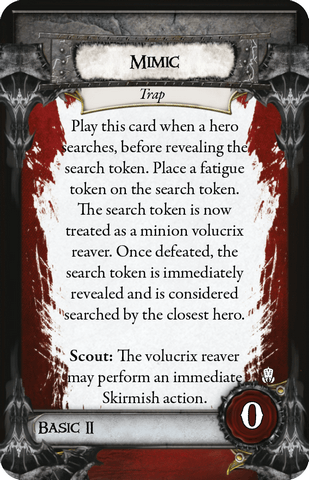 Mimic
Trap
Play this card when a hero
searches, before revealing the
search token. Place a fatigue
token on the search token.
The search token is now
treated as a minion volucrix
reaver. Once defeated, the
search token is immediately
revealed and is considered
searched by the closest hero.
Scout: The volucrix reaver
may perform an immediate
Skirmish action.
0
Basic II